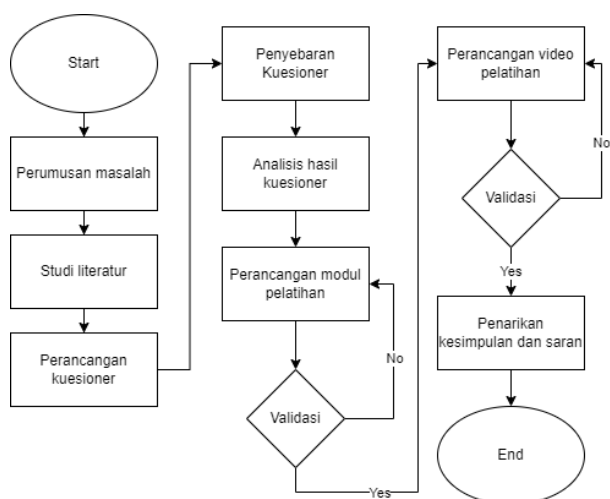 Start
Perumusan masalah
Studi literatur
Perancangan
kuesioner
Penyebaran
Kuesioner
Analisis hasil
kuesioner
Perancangan modul
pelatihan
No
Validasi
Yes
Perancangan video
pelatihan
No
Validasi
Yes
Penarikan
kesimpulan dan saran
End